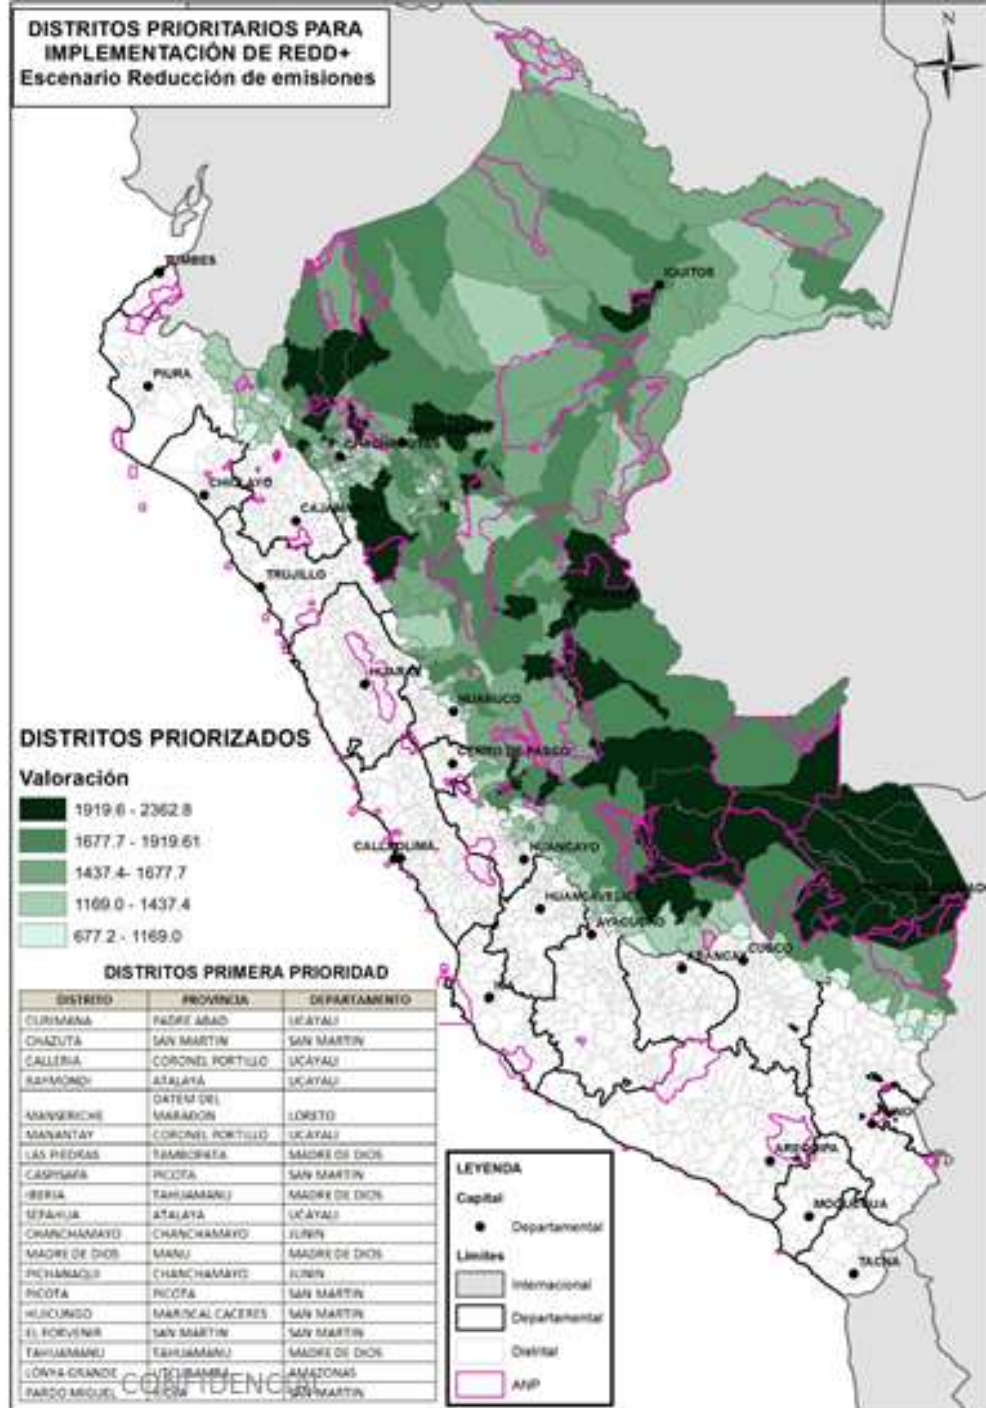 DISTRITOS PRIORITARIOS PARA
IMPLEMENTACIÓN DE REDD+
Escenario Reducción de emisiones
N
TUMBES
IQUITOS
PIURA
CHICLAYO
TRUJILLO
HUARAZ
HUANUCO
CERRO DE PASCO
CALLAO LIMA
HUANCAYO
HUANCAVELICA
AYACUCHO
ABANCAY
CUSCO
PUNO
AREQUIPA
MOQUEGUA
TACNA
DISTRITOS PRIORIZADOS
Valoración
1919.6 - 2362.8
1677.7 - 1919.61
1437.4- 1677.7
1169.0 - 1437.4
677.2 - 1169.0
DISTRITOS PRIMERA PRIORIDAD
DISTRITO PROVINCIA DEPARTAMENTO
CURIMANA PADRE ABAD UCAYALI
CHAZUTA SAN MARTIN SAN MARTIN
CALLERIA CORONEL PORTILLO UCAYALI
RAYMONDI ATALAYA UCAYALI
MANSERICHE DATEM DEL MARAÑON LORETO
MANANTAY CORONEL PORTILLO UCAYALI
LAS PIEDRAS TAMBOPATA MADRE DE DIOS
CASPISAPA PICOTA SAN MARTIN
IBERIA TAHUAMANU MADRE DE DIOS
SEPAHUA ATALAYA UCAYALI
CHANCHAMAYO CHANCHAMAYO JUNIN
MADRE DE DIOS MANU MADRE DE DIOS
PICHANAQUI CHANCHAMAYO JUNIN
PICOTA PICOTA SAN MARTIN
HUICUNGO MARISCAL CACERES SAN MARTIN
EL PORVENIR SAN MARTIN SAN MARTIN
TAHUAMANU TAHUAMANU MADRE DE DIOS
LONYA GRANDE UTCUBAMBA AMAZONAS
PARDO MIGUEL RIOJA SAN MARTIN
CONFIDENCIAL
LEYENDA
Capital
Departamental
Límites
Internacional
Departamental
Distrital
ANP